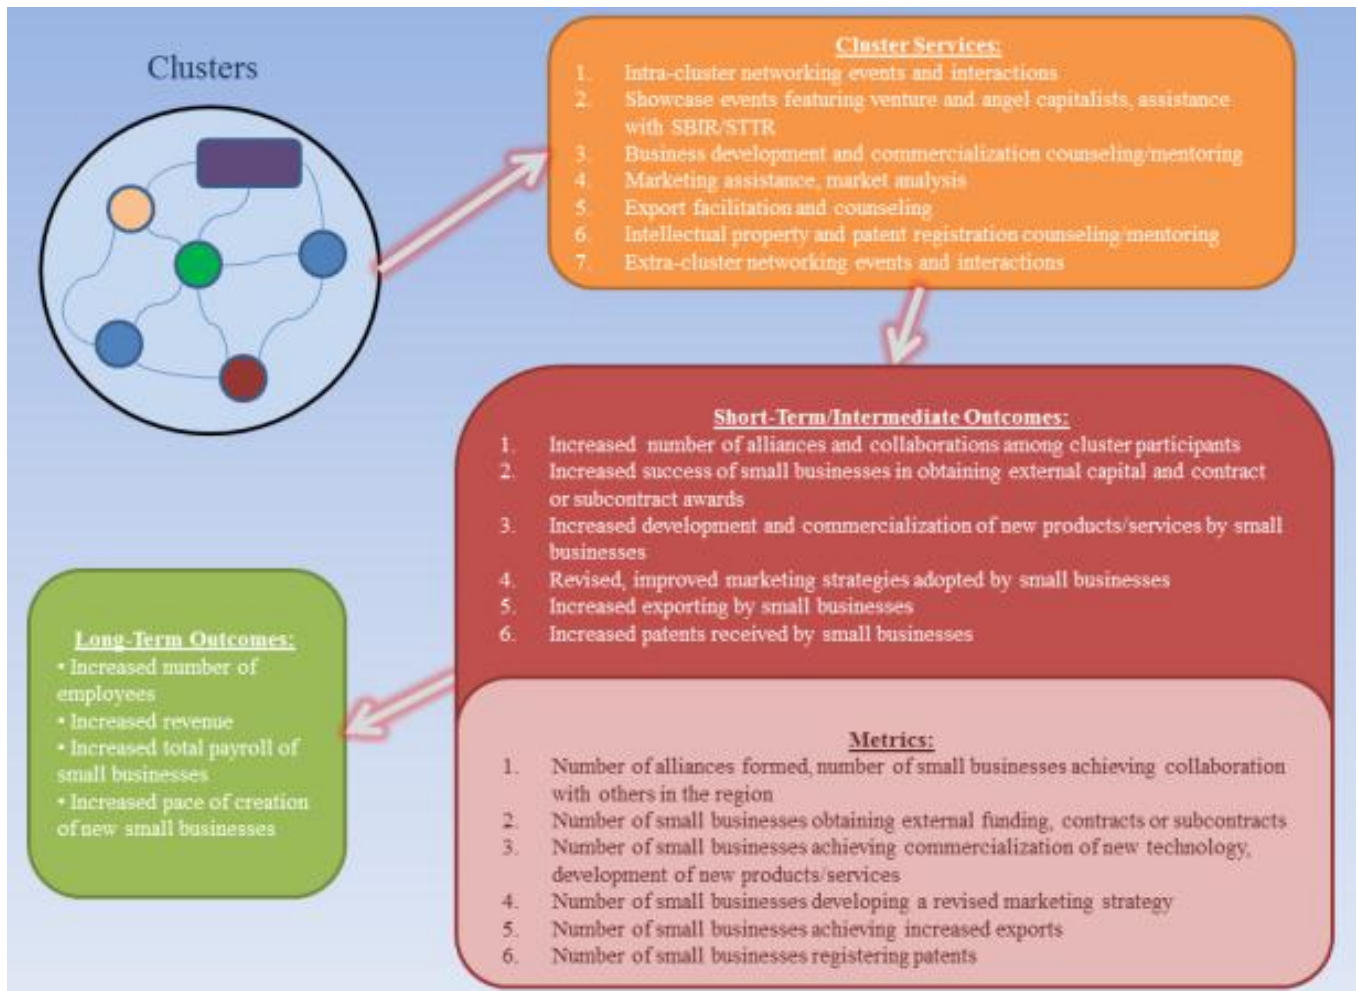 Clusters
Cluster Services:
1. Intra-cluster networking events and interactions
2. Showcase events featuring venture and angel capitalists, assistance
with SBIR/STTR
3. Business development and commercialization counseling/mentoring
4. Marketing assistance, market analysis
5. Export facilitation and counseling
6. Intellectual property and patent registration counseling/mentoring
7. Extra-cluster networking events and interactions
Short-Term/Intermediate Outcomes:
1. Increased number of alliances and collaborations among cluster participants
2. Increased success of small businesses in obtaining external capital and contract
or subcontract awards
3. Increased development and commercialization of new products/services by small
businesses
4. Revised, improved marketing strategies adopted by small businesses
5. Increased exporting by small businesses
6. Increased patents received by small businesses
Metrics:
1. Number of alliances formed, number of small businesses achieving collaboration
with others in the region
2. Number of small businesses obtaining external funding, contracts or subcontracts
3. Number of small businesses achieving commercialization of new technology,
development of new products/services
4. Number of small businesses developing a revised marketing strategy
5. Number of small businesses achieving increased exports
6. Number of small businesses registering patents
Long-Term Outcomes:
• Increased number of
employees
• Increased revenue
• Increased total payroll of
small businesses
• Increased pace of creation
of new small businesses